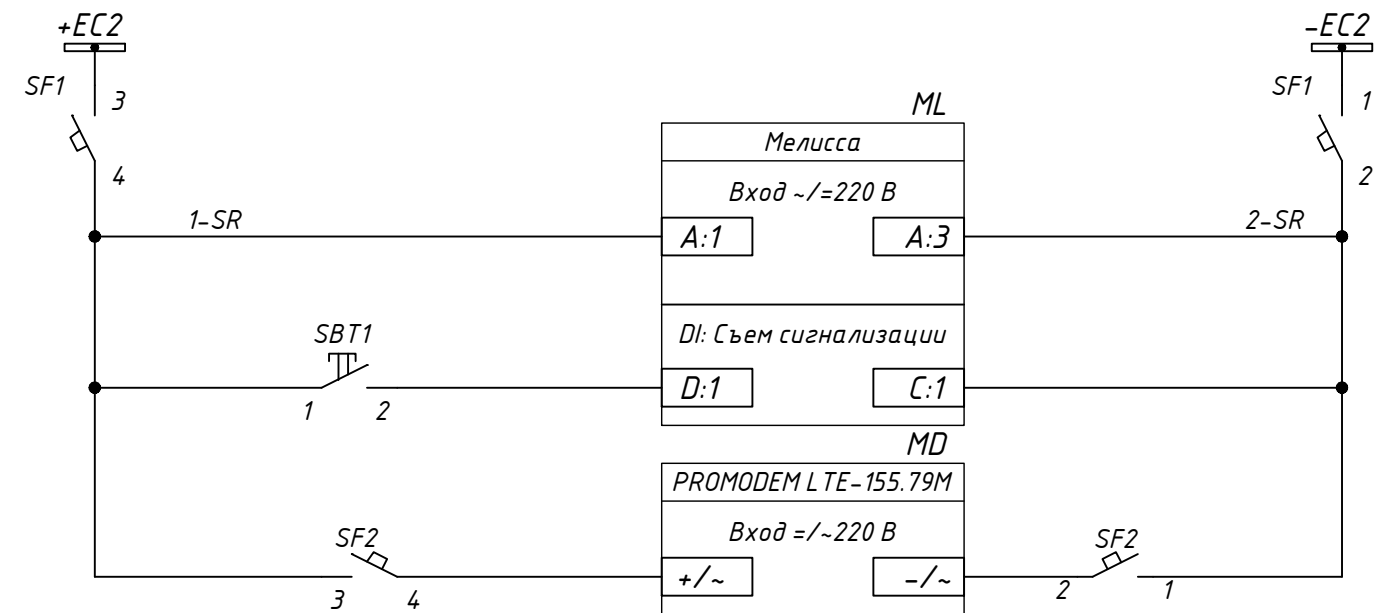 +EC2
-EC2
SF1
3
SF1
1
ML
Мелисса
4
2
Вход ~/=220 В
1-SR
2-SR
A:1
A:3
SBT1
DI: Съем сигнализации
D:1
C:1
1
2
MD
PROMODEM LTE-155.79M
SF2
Вход =/~220 В
SF2
+/~
-/~
3
4
2
1